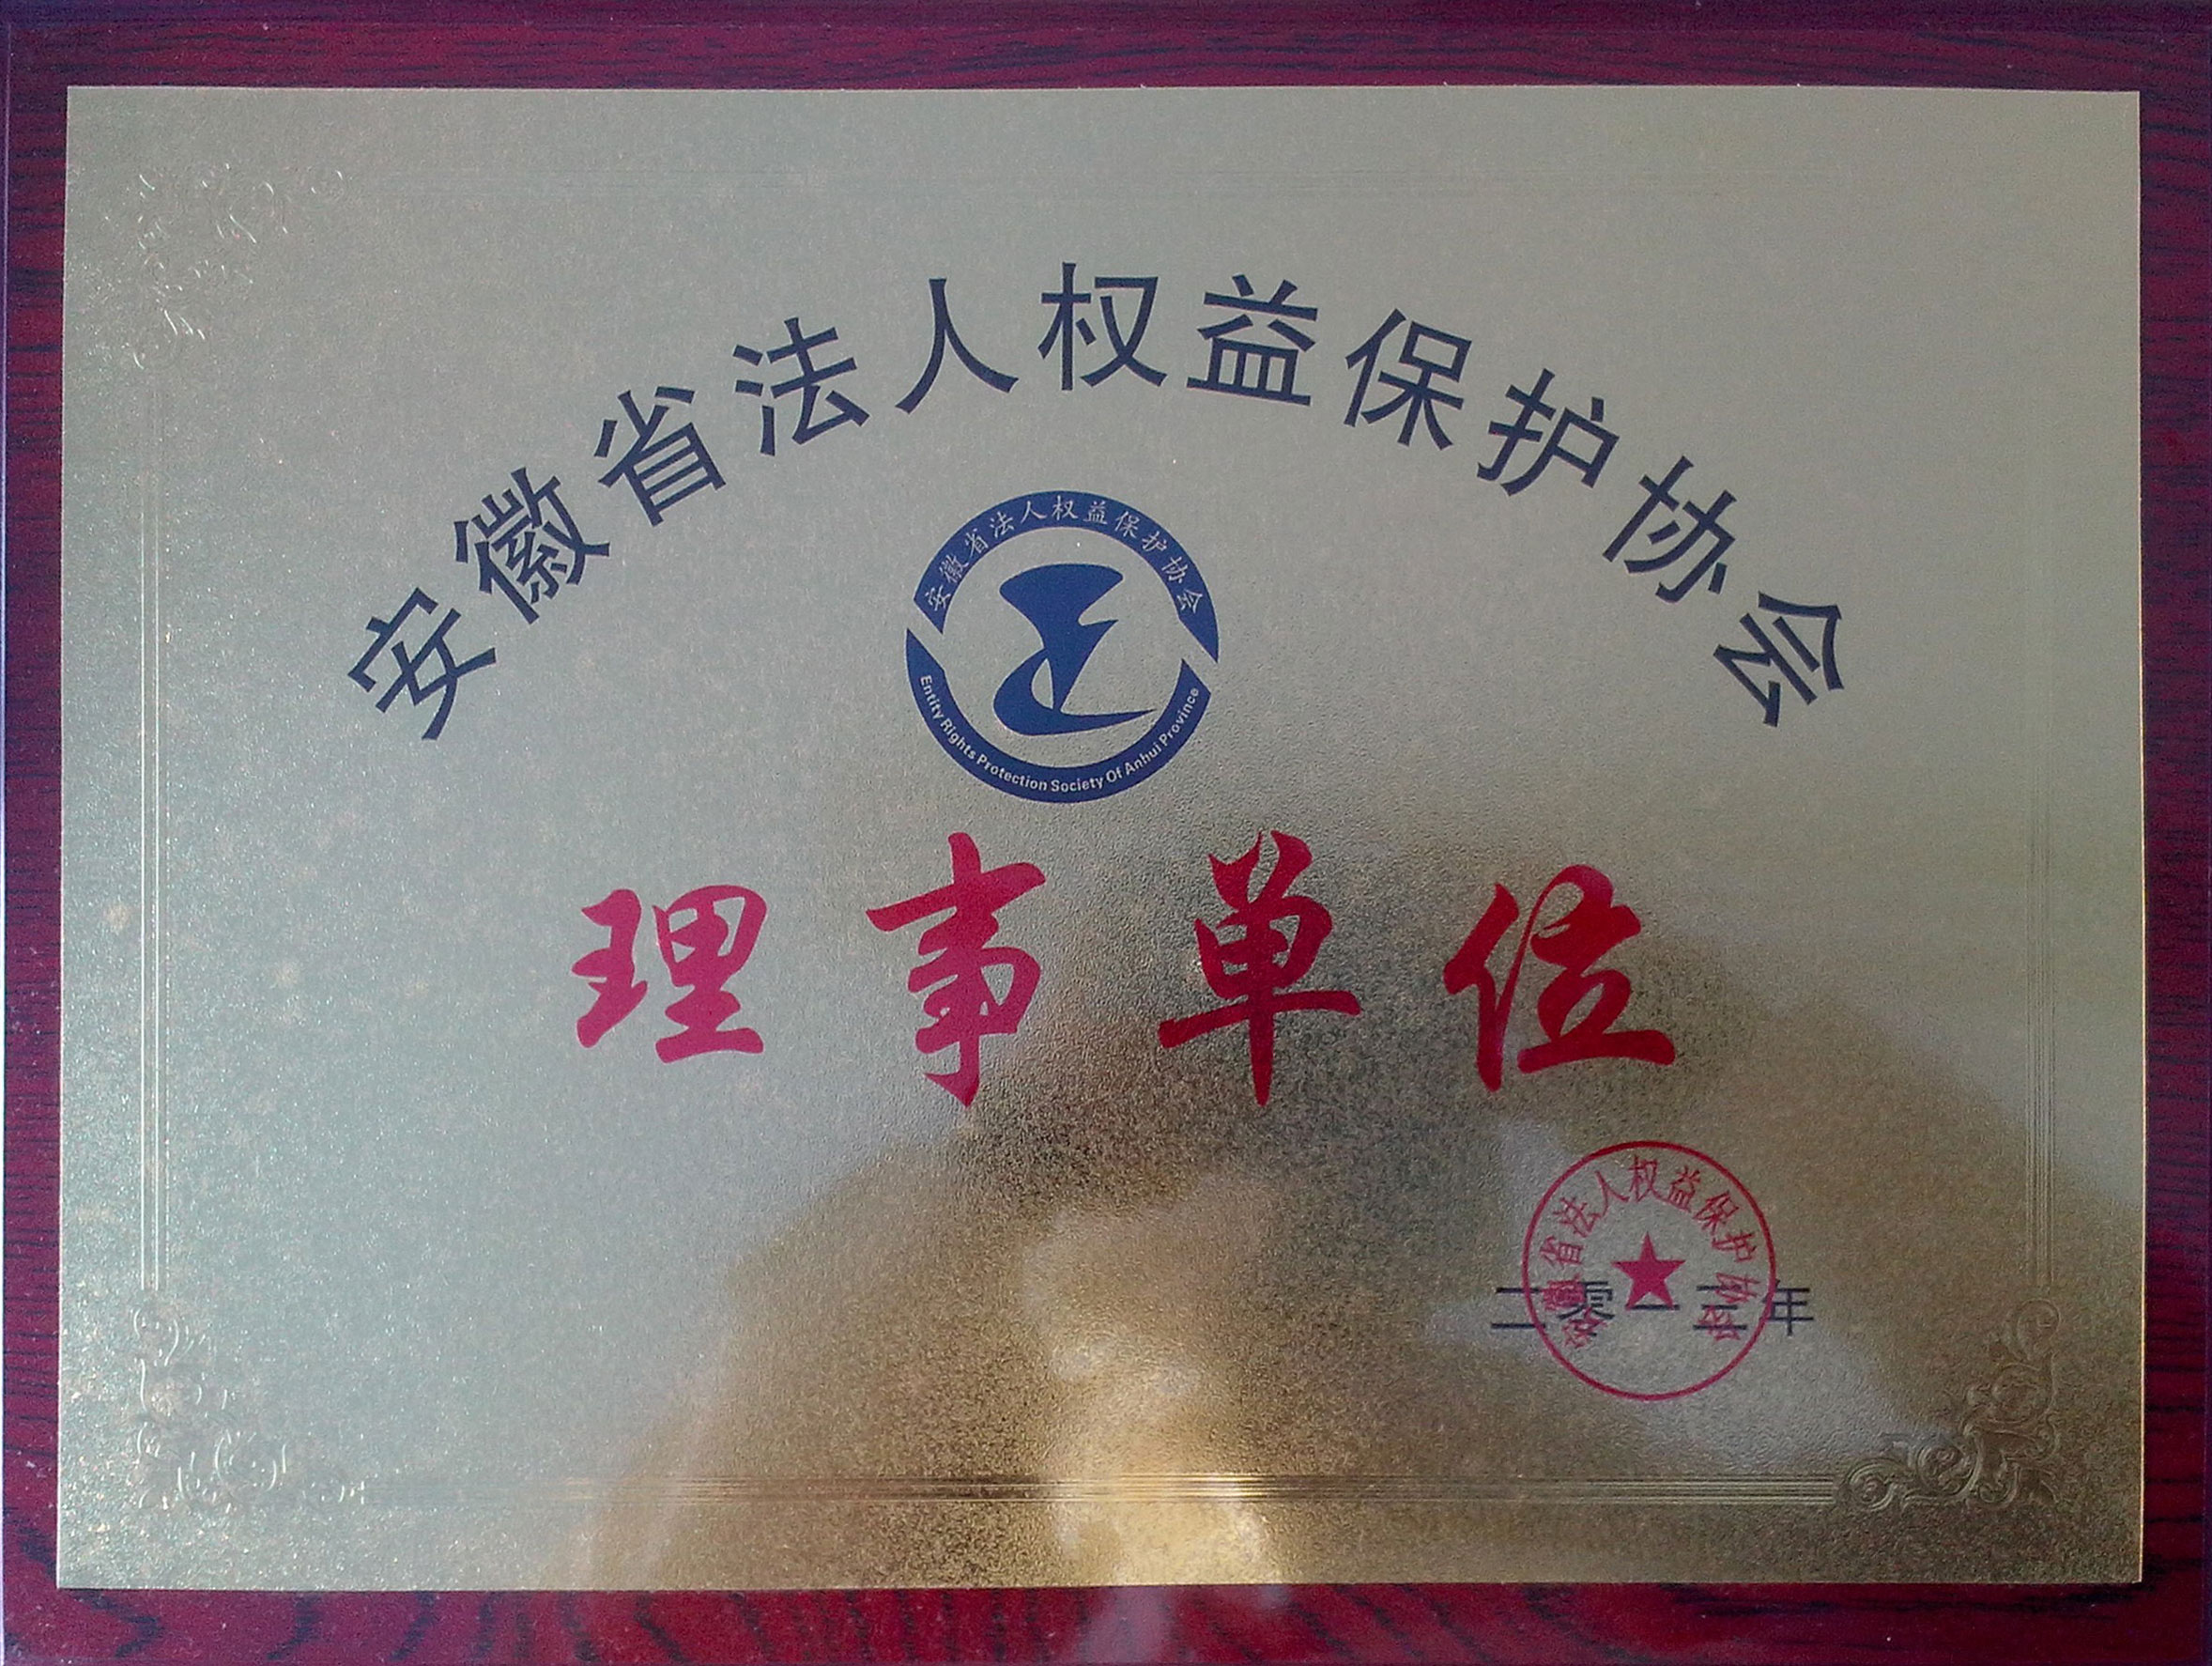 安徽省法人权益保护协会
安徽省法人权益保护协会
Entity Rights Protection Society Of Anhui Province
理事单位
安徽省法人权益保护协会
二零一三年